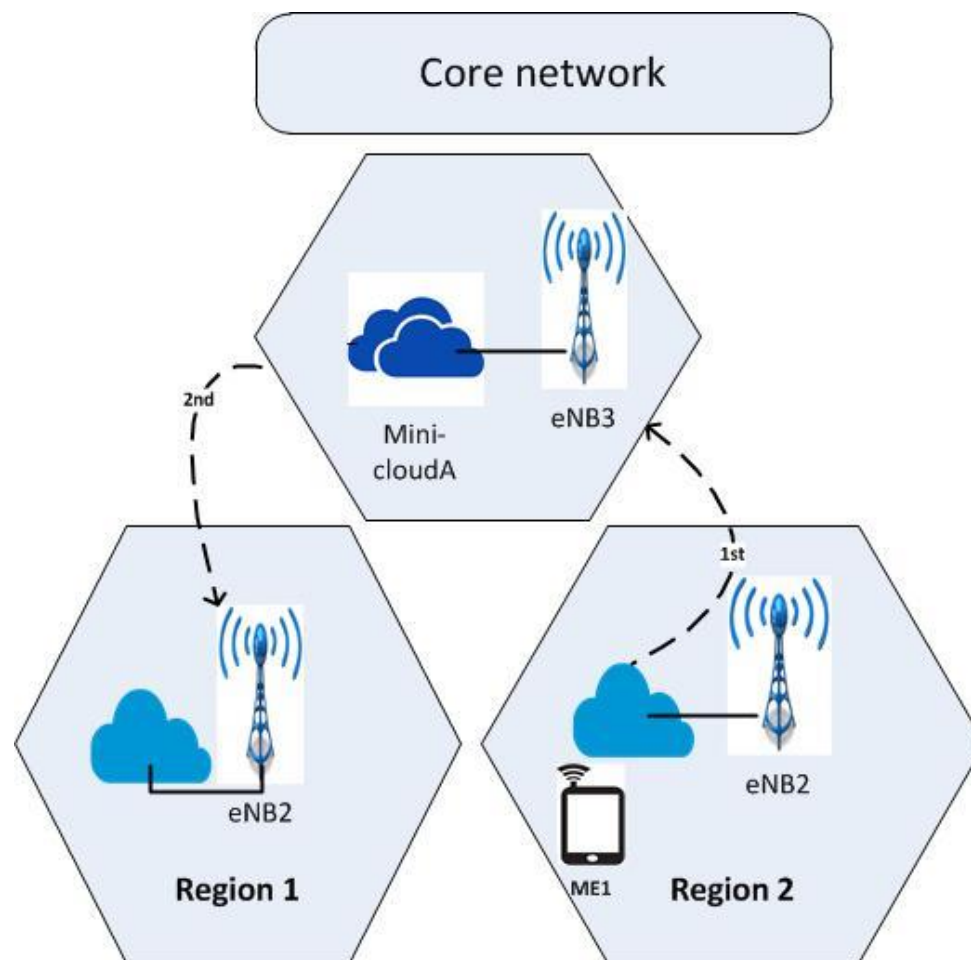 Core network
eNB3
Mini-
cloudA
2nd
1st
eNB2
Region 1
eNB2
ME1
Region 2